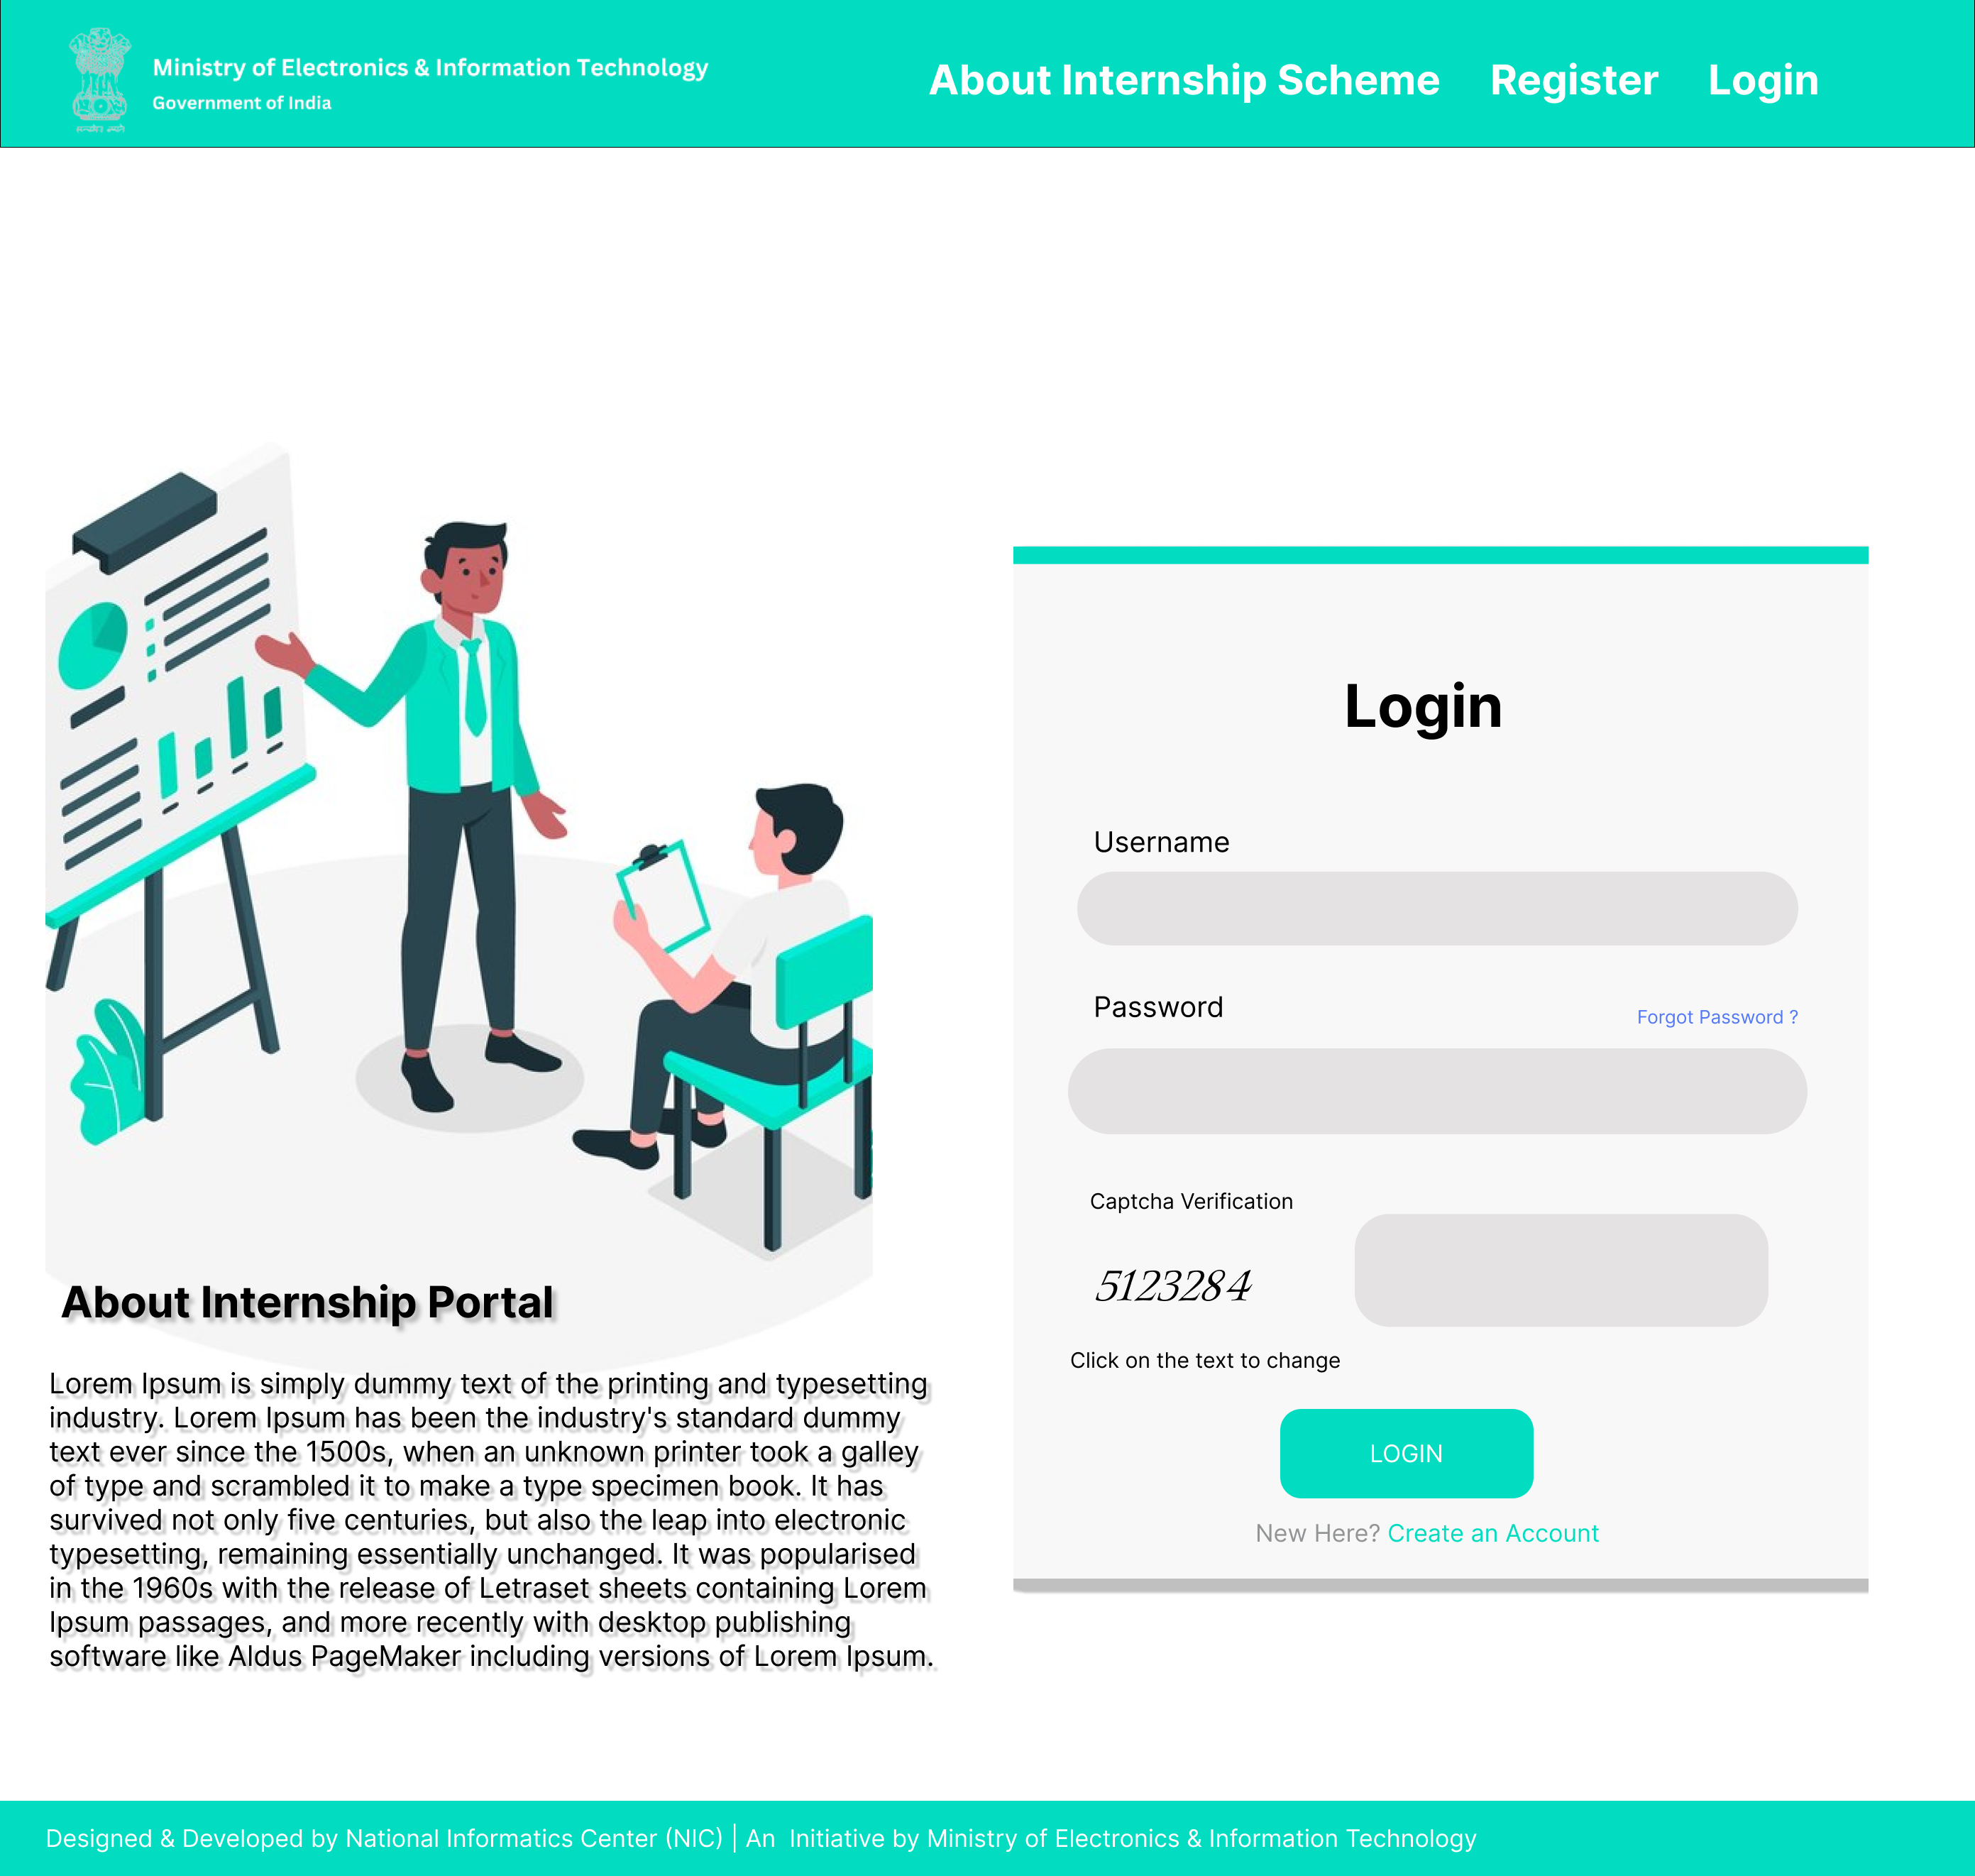 Ministry of Electronics & Information Technology
Government of India
About Internship Scheme
Register
Login
Login
Username
Password
Forgot Password ?
Captcha Verification
5123284
Click on the text to change
LOGIN
New Here? Create an Account
About Internship Portal
Lorem Ipsum is simply dummy text of the printing and typesetting
industry. Lorem Ipsum has been the industry's standard dummy
text ever since the 1500s, when an unknown printer took a galley
of type and scrambled it to make a type specimen book. It has
survived not only five centuries, but also the leap into electronic
typesetting, remaining essentially unchanged. It was popularised
in the 1960s with the release of Letraset sheets containing Lorem
Ipsum passages, and more recently with desktop publishing
software like Aldus PageMaker including versions of Lorem Ipsum.
Designed & Developed by National Informatics Center (NIC) | An  Initiative by Ministry of Electronics & Information Technology